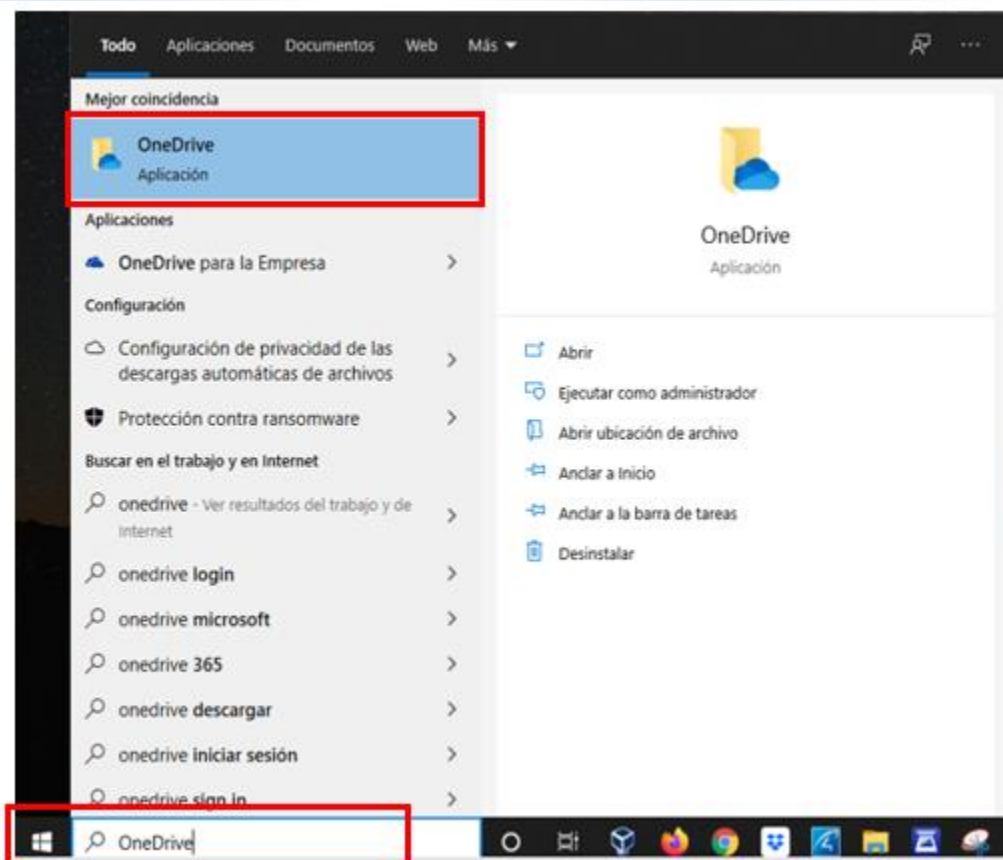 Todo Aplicaciones Documentos Web Más
Mejor coincidencia
OneDrive
Aplicación
Aplicaciones
OneDrive para la Empresa
Configuración
Configuración de privacidad de las
descargas automáticas de archivos
Protección contra ransomware
Buscar en el trabajo y en Internet
onedrive - Ver resultados del trabajo y de
Internet
onedrive login
onedrive microsoft
onedrive 365
onedrive descargar
onedrive iniciar sesión
onedrive sign in
OneDrive
OneDrive
Aplicación
Abrir
Ejecutar como administrador
Abrir ubicación de archivo
Anclar a Inicio
Anclar a la barra de tareas
Desinstalar